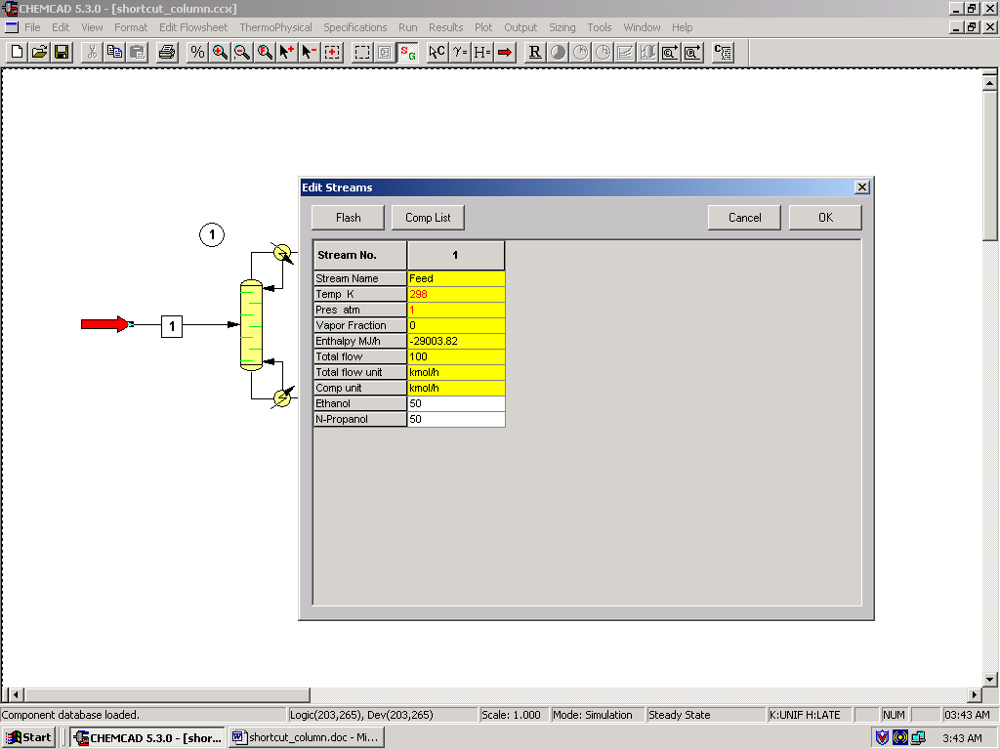 CHEMCAD 5.3.0 - [shortcut_column.ccx]
File Edit View Format Edit Flowsheet ThermoPhysical Specifications Run Results Plot Output Sizing Tools Window Help
% S G C γ= H= R C
Edit Streams
Flash Comp List Cancel OK
1
Stream No. 1
Stream Name Feed
Temp K 298
Pres atm 1
Vapor Fraction 0
Enthalpy MJ/h -29003.82
Total flow 100
Total flow unit kmol/h
Comp unit kmol/h
Ethanol 50
N-Propanol 50
1
Component database loaded. Logic(203,265), Dev(203,265) Scale: 1.000 Mode: Simulation Steady State K:UNIF H:LATE NUM 03:43 AM
Start CHEMCAD 5.3.0 - [shor... shortcut_column.doc - Mi... 3:43 AM